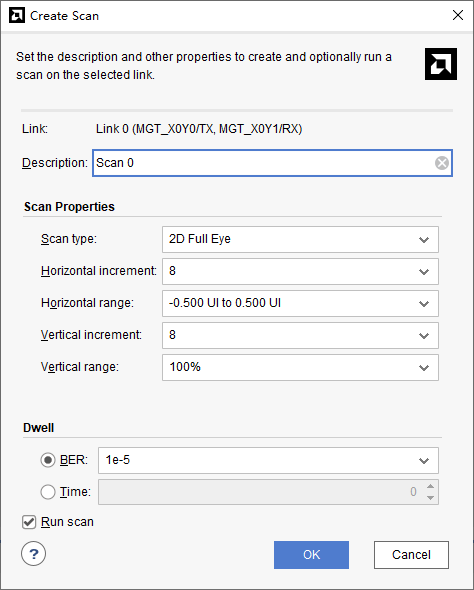 Create Scan
Set the description and other properties to create and optionally run a
scan on the selected link.
Link: Link 0 (MGT_X0Y0/TX, MGT_X0Y1/RX)
Description: Scan 0
Scan Properties
Scan type: 2D Full Eye
Horizontal increment: 8
Horizontal range: -0.500 UI to 0.500 UI
Vertical increment: 8
Vertical range: 100%
Dwell
BER: 1e-5
Time: 0
Run scan
? OK Cancel